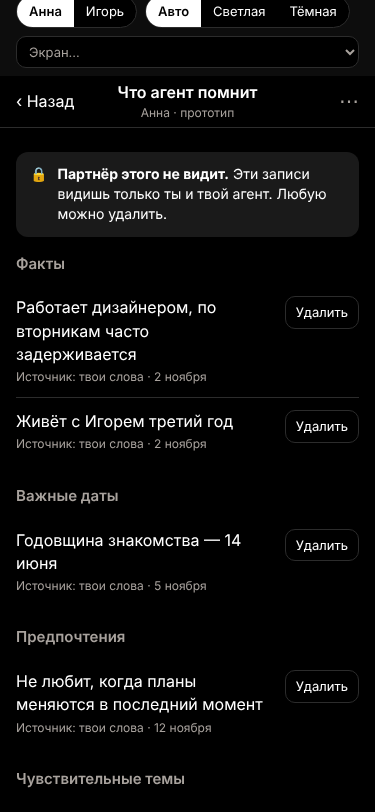 Анна Игорь Авто Светлая Тёмная
Экран...
‹ Назад
Что агент помнит
Анна · прототип
🔒 Партнёр этого не видит. Эти записи
видишь только ты и твой агент. Любую
можно удалить.
Факты
Работает дизайнером, по
вторникам часто
задерживается
Источник: твои слова · 2 ноября
Удалить
Живёт с Игорем третий год
Источник: твои слова · 2 ноября
Удалить
Важные даты
Годовщина знакомства — 14
июня
Источник: твои слова · 5 ноября
Удалить
Предпочтения
Не любит, когда планы
меняются в последний момент
Источник: твои слова · 12 ноября
Удалить
Чувствительные темы